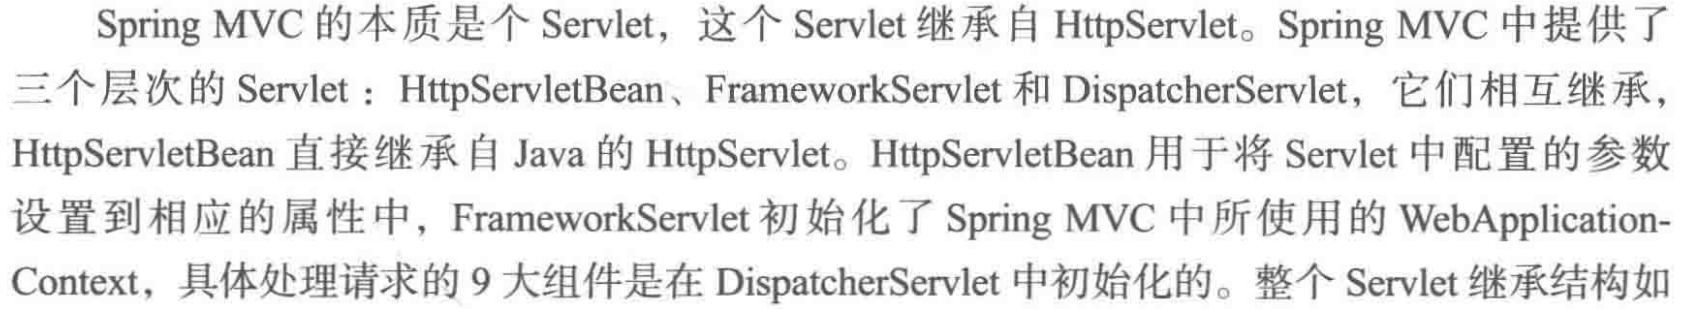 Spring MVC 的本质是个 Servlet，这个 Servlet 继承自 HttpServlet。Spring MVC 中提供了
三个层次的 Servlet：HttpServletBean、FrameworkServlet 和 DispatcherServlet，它们相互继承，
HttpServletBean 直接继承自 Java 的 HttpServlet。HttpServletBean 用于将 Servlet 中配置的参数
设置到相应的属性中，FrameworkServlet 初始化了 Spring MVC 中所使用的 WebApplication-
Context，具体处理请求的 9 大组件是在 DispatcherServlet 中初始化的。整个 Servlet 继承结构如